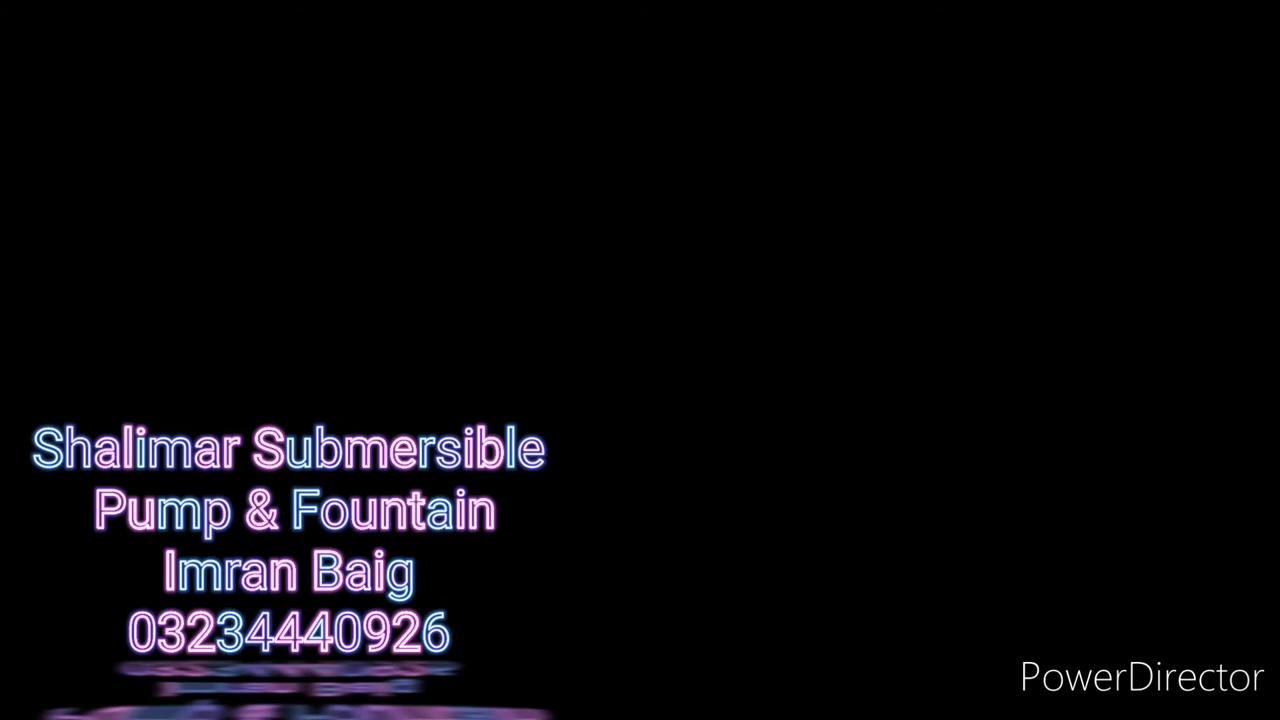 Shalimar Submersible
Pump & Fountain
Imran Baig
03234440926
PowerDirector